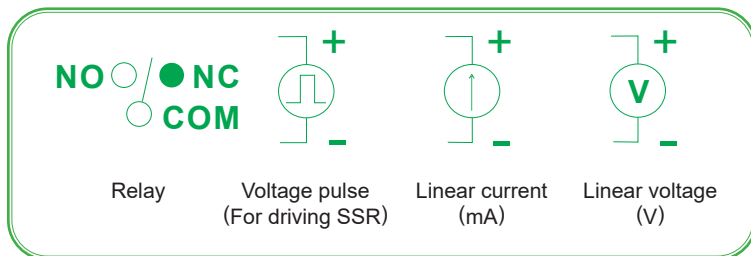 + + +
NO NC
COM
V
- - -
Relay Voltage pulse Linear current Linear voltage
(For driving SSR) (mA) (V)